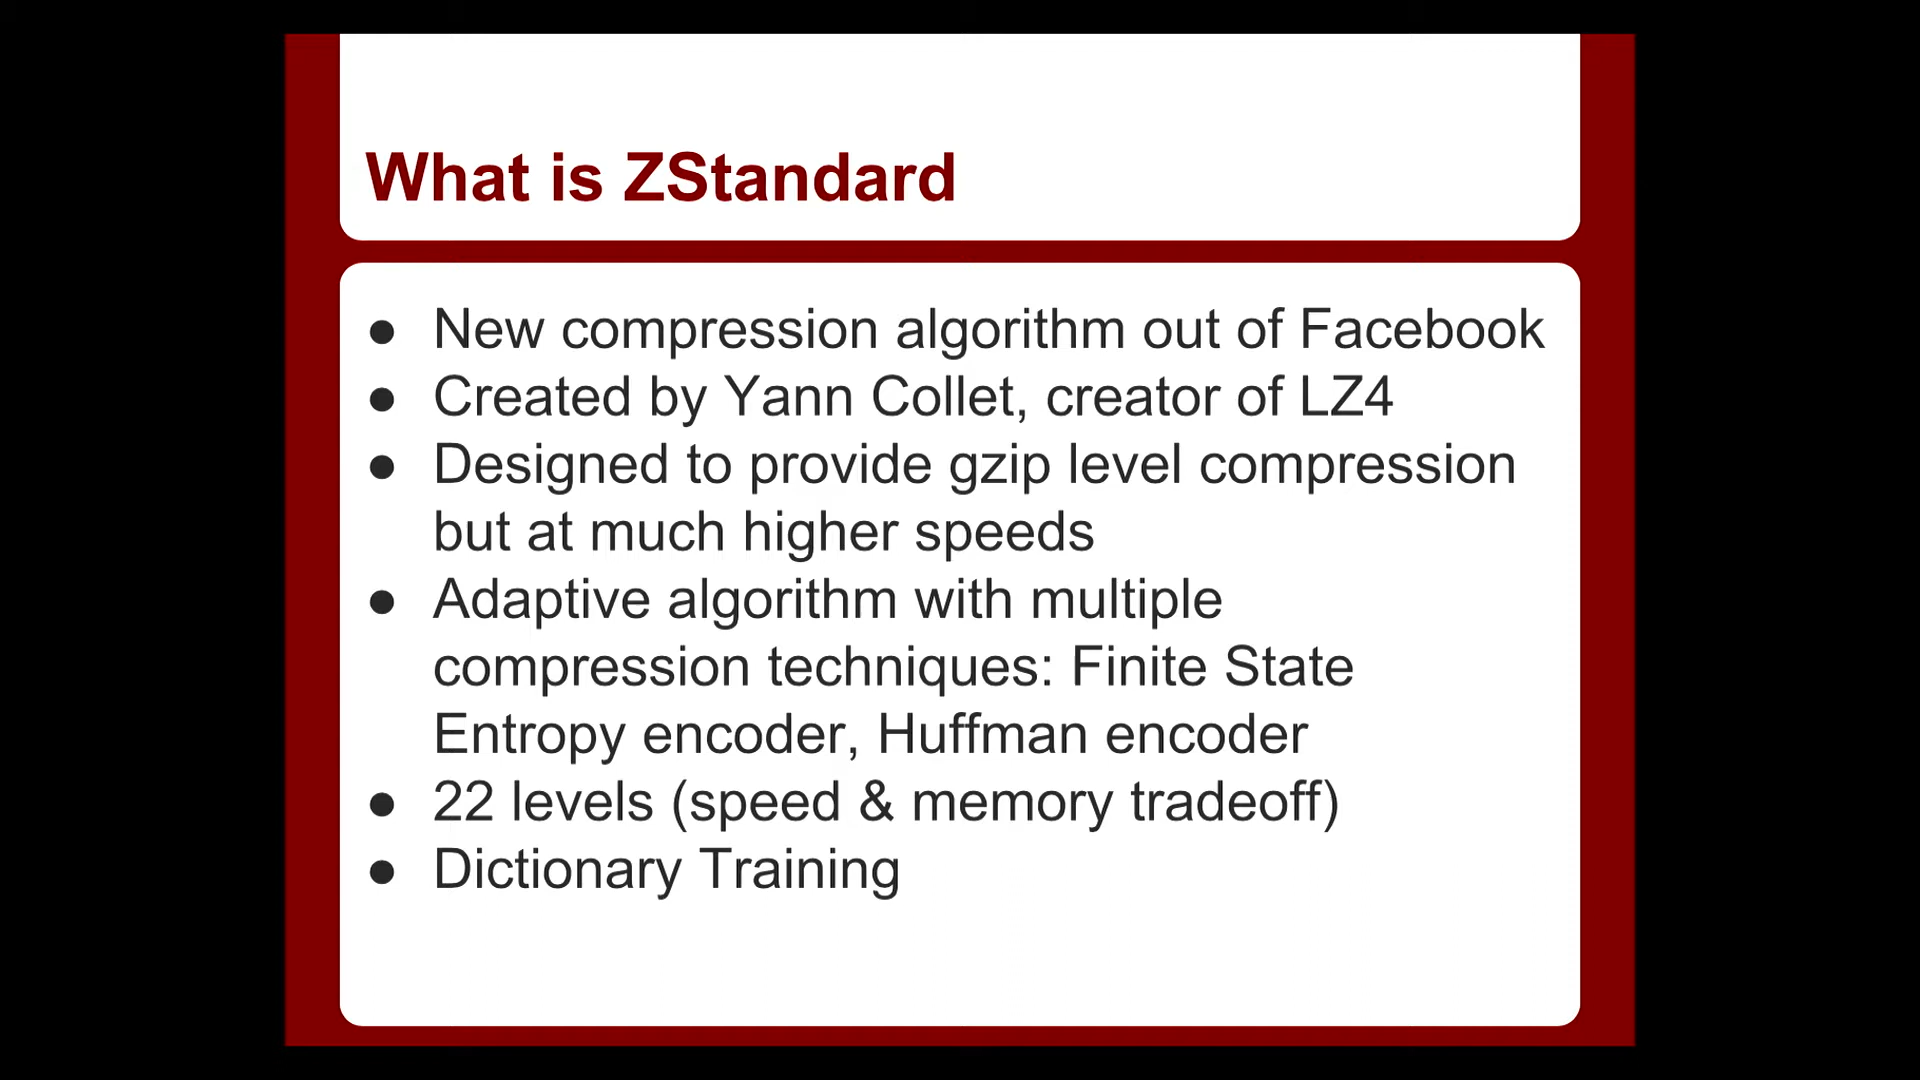 What is ZStandard
● New compression algorithm out of Facebook
● Created by Yann Collet, creator of LZ4
● Designed to provide gzip level compression
but at much higher speeds
● Adaptive algorithm with multiple
compression techniques: Finite State
Entropy encoder, Huffman encoder
● 22 levels (speed & memory tradeoff)
● Dictionary Training